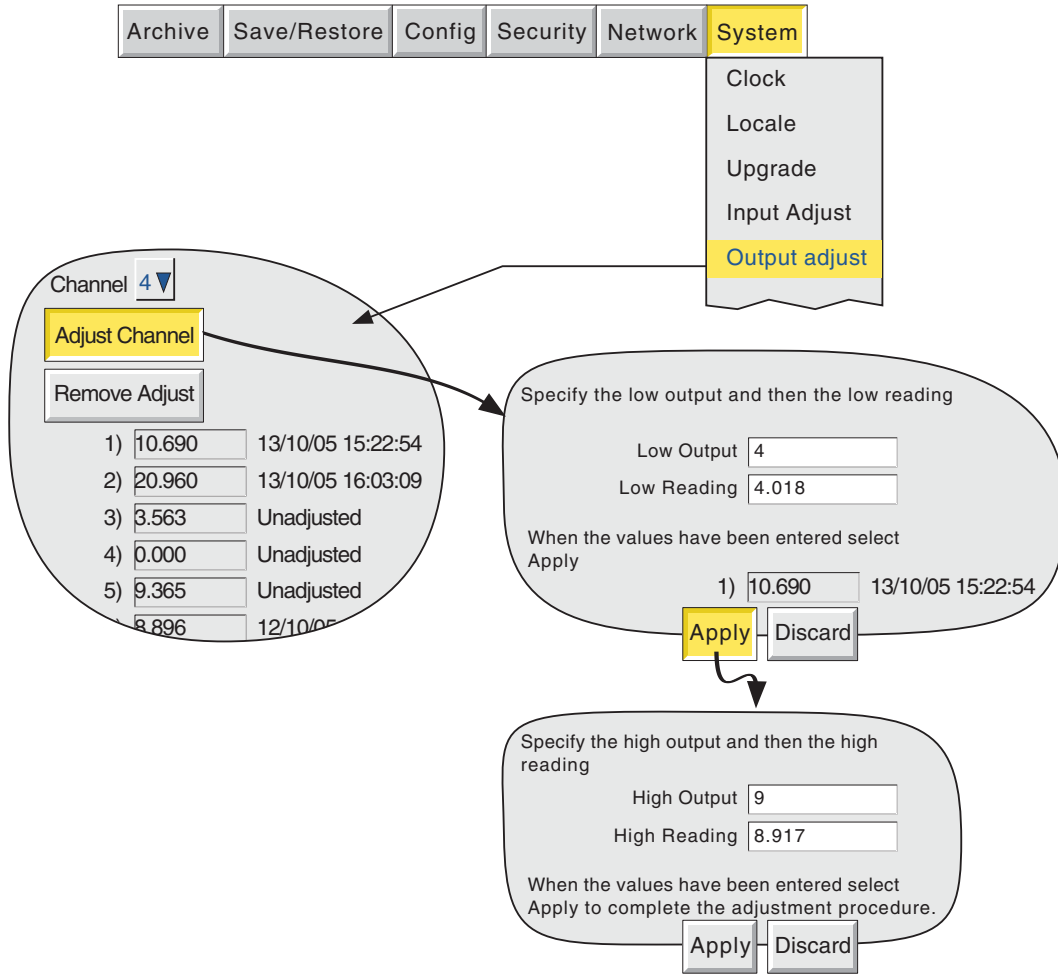 Archive Save/Restore Config Security Network System
Clock
Locale
Upgrade
Input Adjust
Output adjust
Channel 4
Adjust Channel
Remove Adjust
1) 10.690 13/10/05 15:22:54
2) 20.960 13/10/05 16:03:09
3) 3.563 Unadjusted
4) 0.000 Unadjusted
5) 9.365 Unadjusted
8.896 12/10/05
Specify the low output and then the low reading
Low Output 4
Low Reading 4.018
When the values have been entered select
Apply
1) 10.690 13/10/05 15:22:54
Apply Discard
Specify the high output and then the high
reading
High Output 9
High Reading 8.917
When the values have been entered select
Apply to complete the adjustment procedure.
Apply Discard